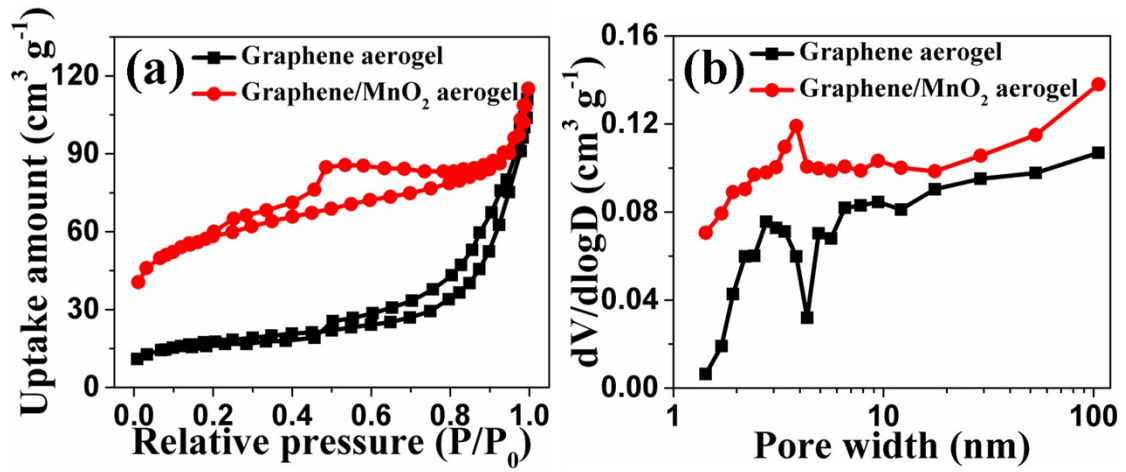 (a)
Graphene aerogel
Graphene/MnO₂ aerogel
Uptake amount (cm³ g⁻¹)
120
90
60
30
0
0.0 0.2 0.4 0.6 0.8 1.0
Relative pressure (P/P₀)
(b)
Graphene aerogel
Graphene/MnO₂ aerogel
dV/dlogD (cm³ g⁻¹)
0.16
0.12
0.08
0.04
0.00
1 10 100
Pore width (nm)